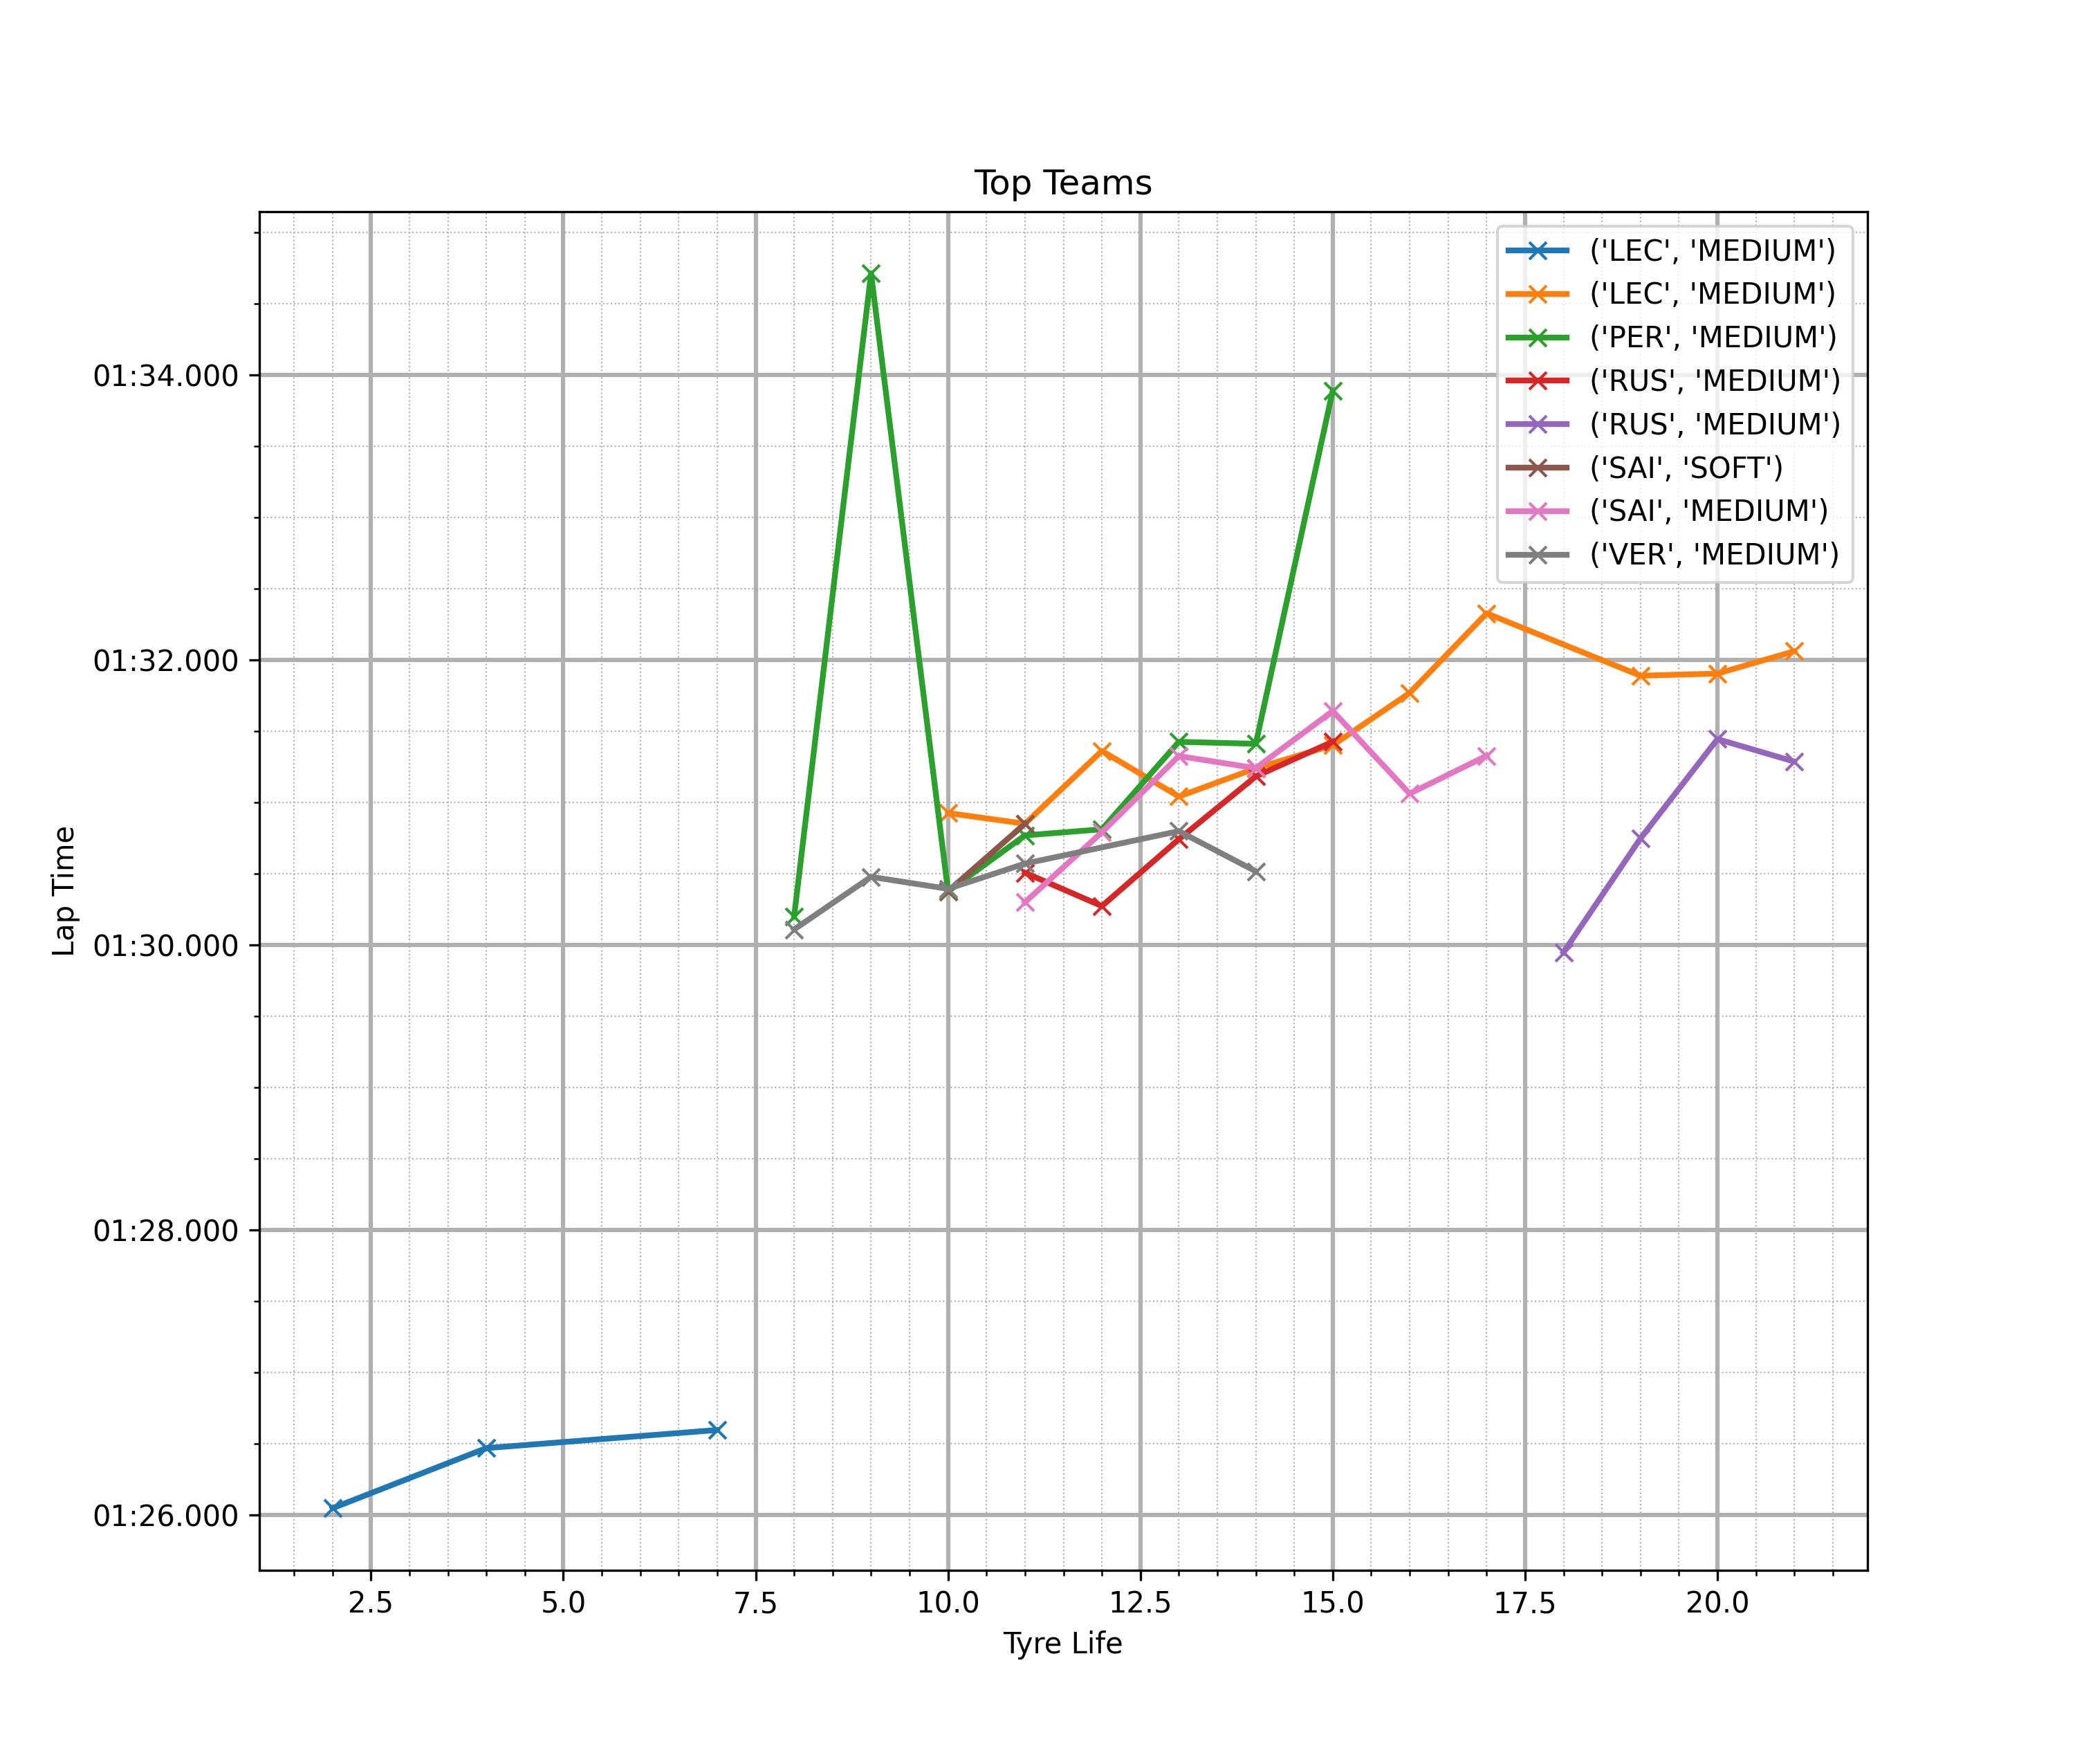 Top Teams
('LEC', 'MEDIUM')
('LEC', 'MEDIUM')
('PER', 'MEDIUM')
('RUS', 'MEDIUM')
('RUS', 'MEDIUM')
('SAI', 'SOFT')
('SAI', 'MEDIUM')
('VER', 'MEDIUM')
Lap Time
01:34.000
01:32.000
01:30.000
01:28.000
01:26.000
2.5 5.0 7.5 10.0 12.5 15.0 17.5 20.0
Tyre Life